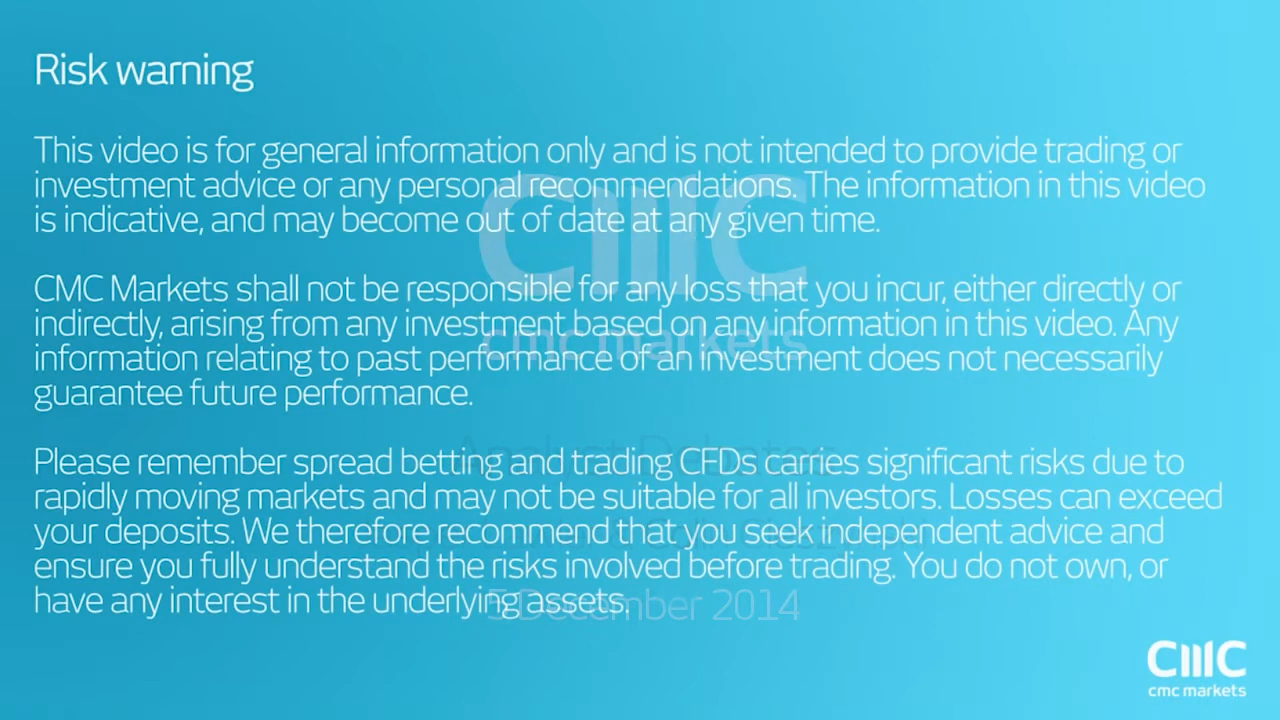 Risk warning
This video is for general information only and is not intended to provide trading or
investment advice or any personal recommendations. The information in this video
is indicative, and may become out of date at any given time.
CMC Markets shall not be responsible for any loss that you incur, either directly or
indirectly, arising from any investment based on any information in this video. Any
information relating to past performance of an investment does not necessarily
guarantee future performance.
Please remember spread betting and trading CFDs carries significant risks due to
rapidly moving markets and may not be suitable for all investors. Losses can exceed
your deposits. We therefore recommend that you seek independent advice and
ensure you fully understand the risks involved before trading. You do not own, or
have any interest in the underlying assets.
CMC
cmc markets
5 December 2014
CMC
cmc markets